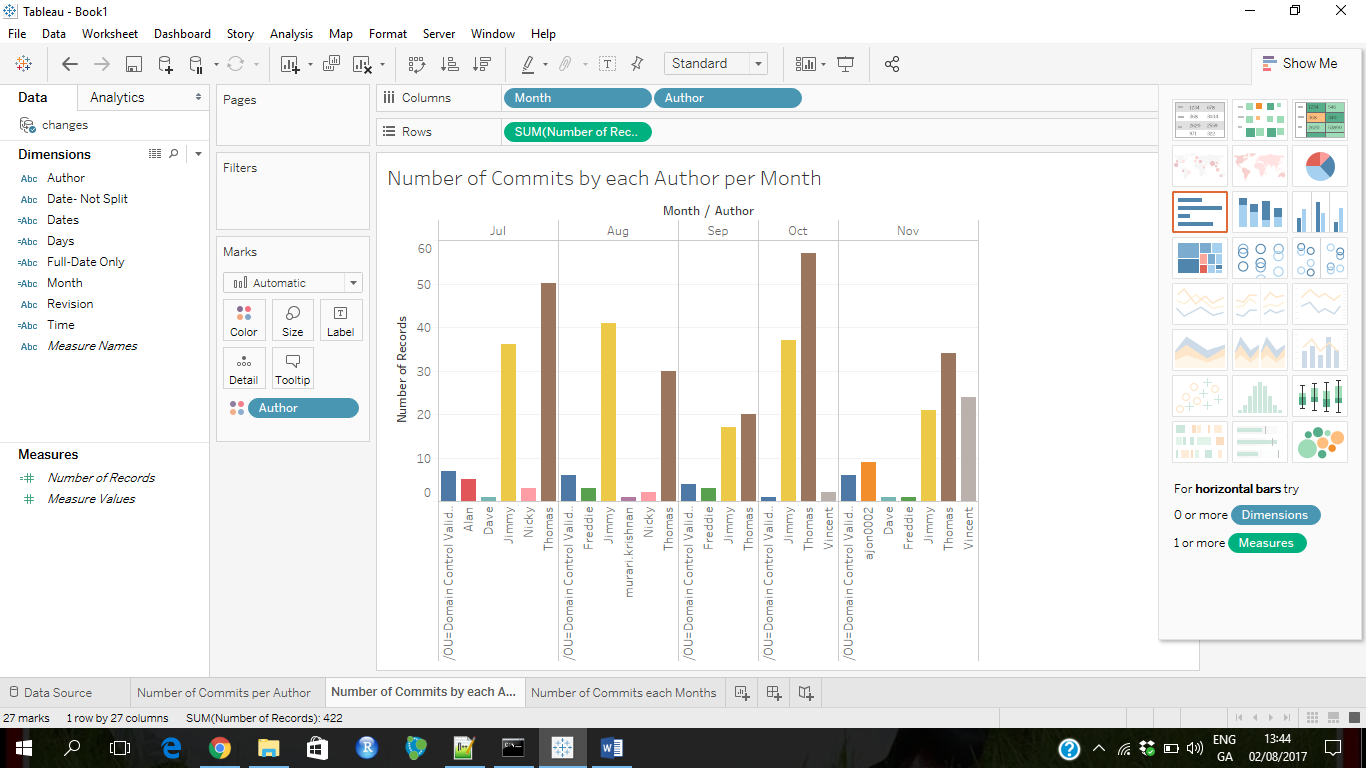 Tableau - Book1
File Data Worksheet Dashboard Story Analysis Map Format Server Window Help
Standard
Show Me
Data Analytics
changes
Dimensions
Abc Author
Abc Date- Not Split
=Abc Dates
=Abc Days
=Abc Full-Date Only
=Abc Month
Abc Revision
=Abc Time
Abc Measure Names
Measures
Number of Records
Measure Values
Pages
Filters
Marks
Automatic
Color Size Label
Detail Tooltip
Author
Columns Month Author
Rows SUM(Number of Rec..
Number of Commits by each Author per Month
Month / Author
Jul Aug Sep Oct Nov
Number of Records
60
50
40
30
20
10
0
/OU=Domain Control Valid..
Alan
Dave
Jimmy
Nicky
Thomas
/OU=Domain Control Valid..
Freddie
Jimmy
murari.krishnan
Nicky
Thomas
/OU=Domain Control Valid..
Freddie
Jimmy
Thomas
/OU=Domain Control Valid..
Jimmy
Thomas
Vincent
/OU=Domain Control Valid..
ajon0002
Dave
Freddie
Jimmy
Thomas
Vincent
For horizontal bars try
0 or more Dimensions
1 or more Measures
Data Source Number of Commits per Author Number of Commits by each A... Number of Commits each Months
27 marks 1 row by 27 columns SUM(Number of Records): 422
ENG 13:44
GA 02/08/2017